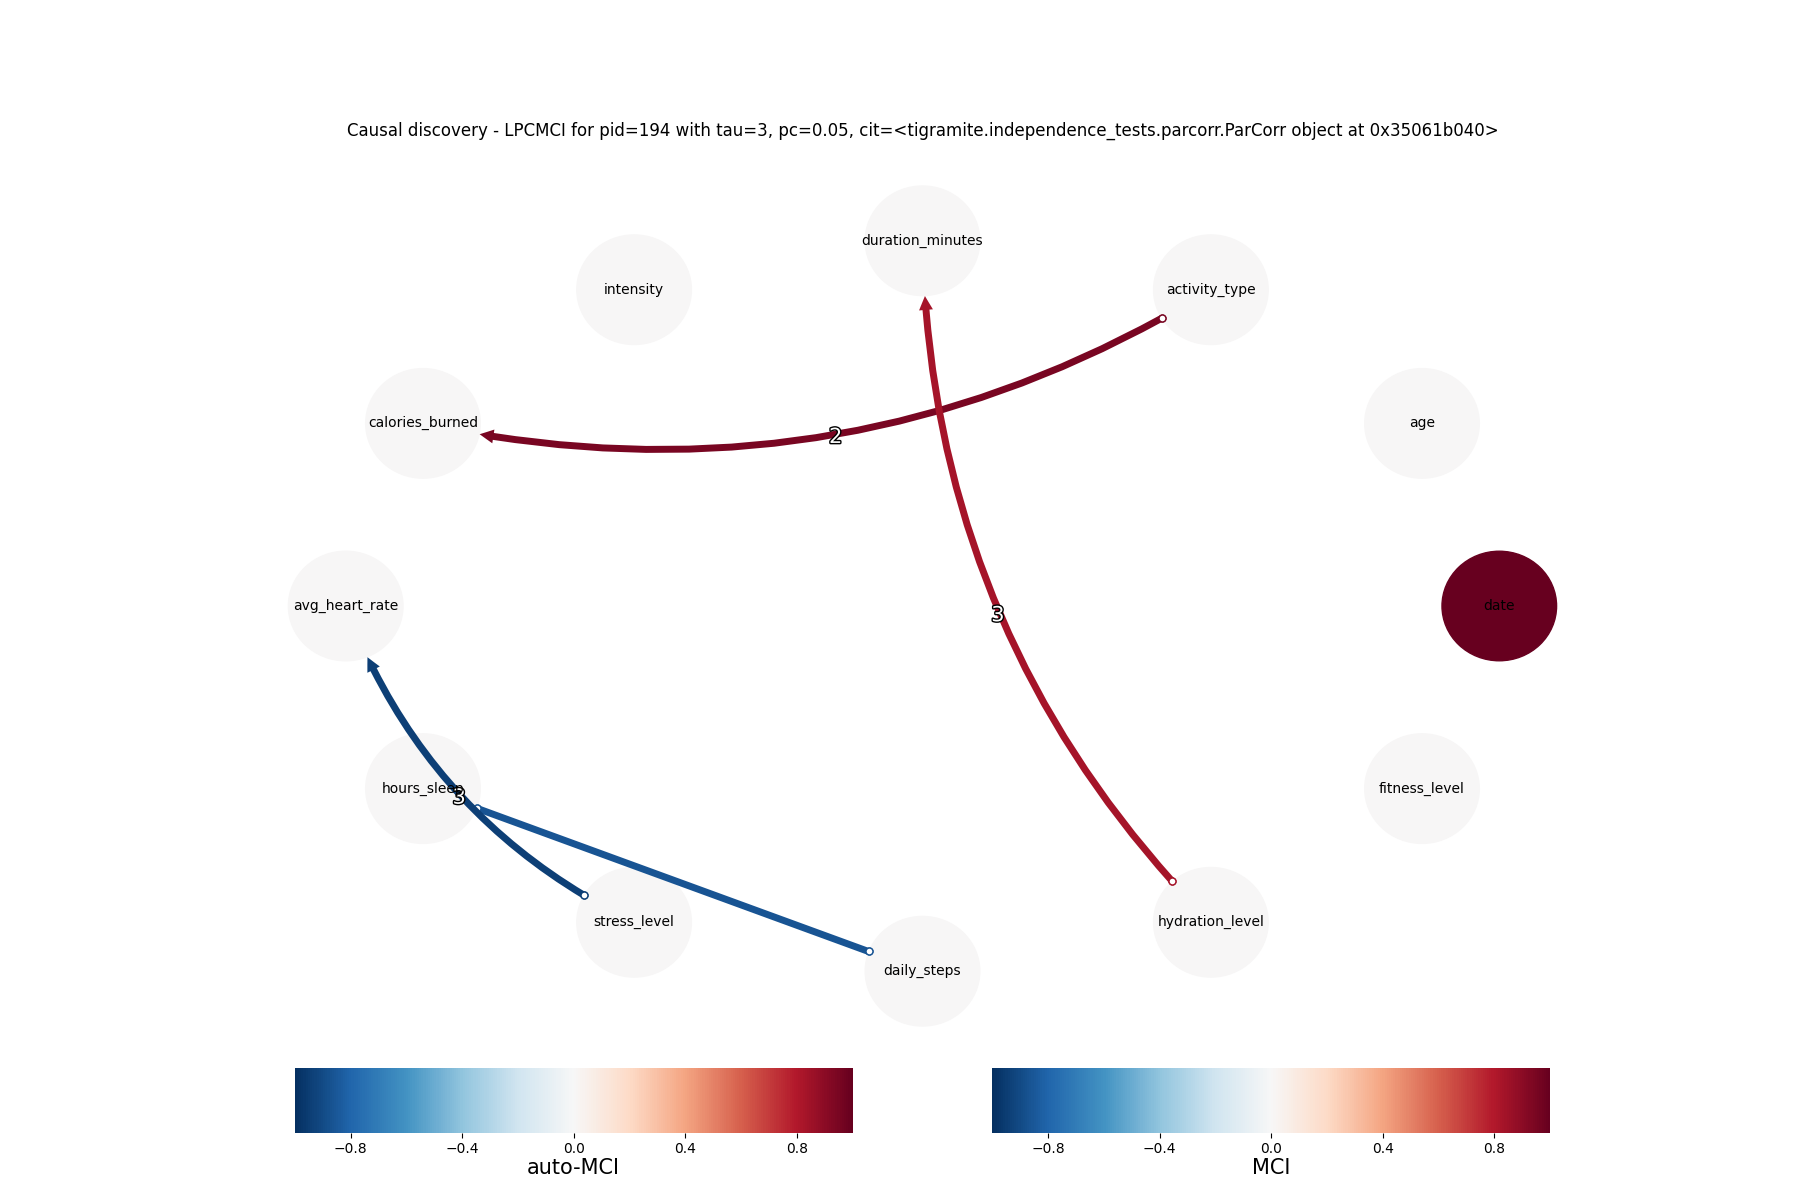 Causal discovery - LPCMCI for pid=194 with tau=3, pc=0.05, cit=<tigramite.independence_tests.parcorr.ParCorr object at 0x35061b040>
duration_minutes
intensity
activity_type
calories_burned
age
2
avg_heart_rate
date
3
hours_sleep
3
fitness_level
stress_level
hydration_level
daily_steps
−0.8 −0.4 0.0 0.4 0.8
auto-MCI
−0.8 −0.4 0.0 0.4 0.8
MCI